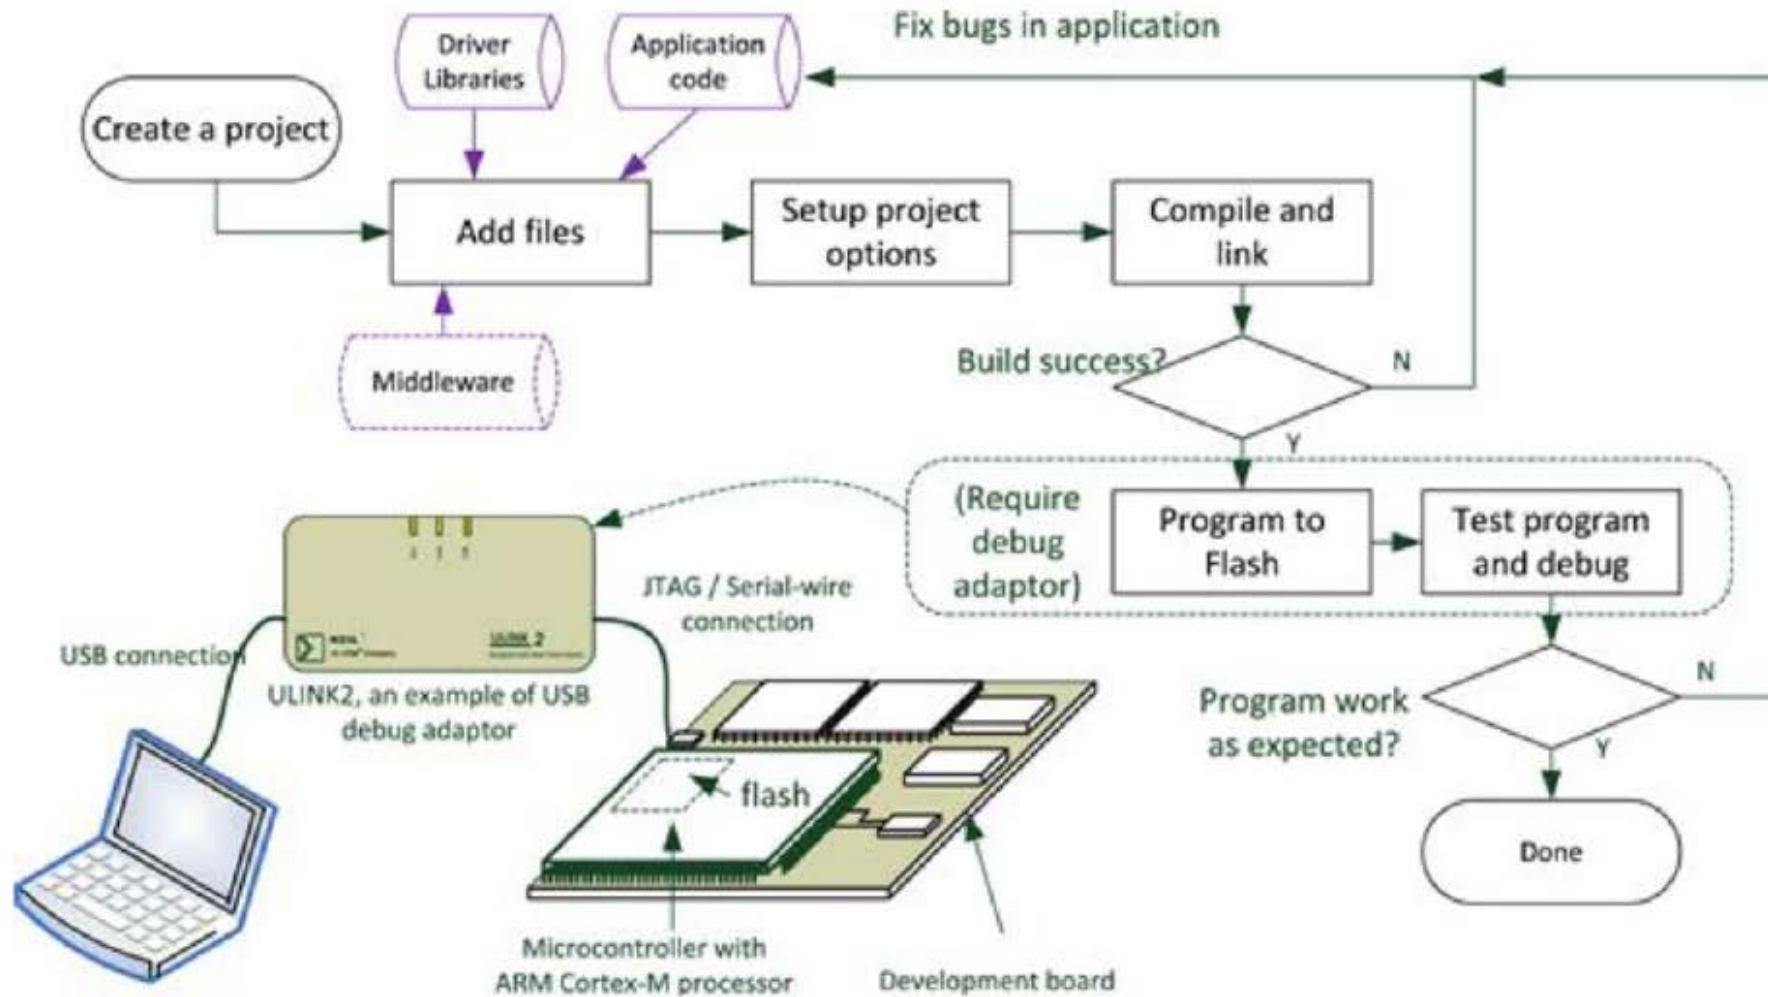 Driver
Libraries
Application
code
Fix bugs in application
Create a project
Add files
Setup project
options
Compile and
link
Middleware
Build success?
N
Y
(Require
debug
adaptor)
Program to
Flash
Test program
and debug
JTAG / Serial-wire
connection
USB connection
ULINK 2
ULINK2, an example of USB
debug adaptor
Program work
as expected?
N
Y
flash
Done
Microcontroller with
ARM Cortex-M processor
Development board